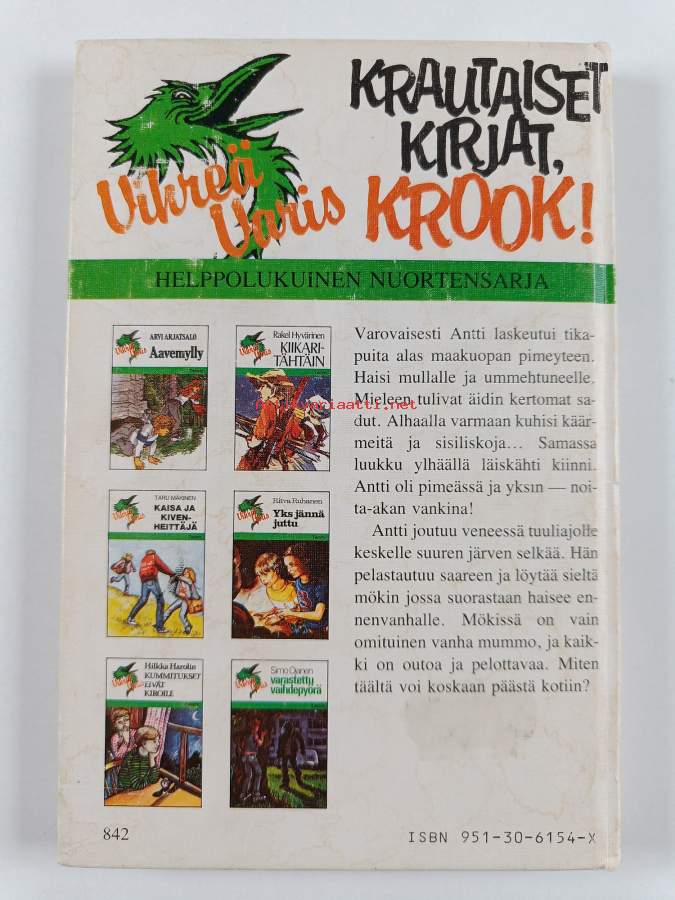 KRAUTAISET
KIRJAT,
KROOK!
Vihreä
Varis
HELPPOLUKUINEN NUORTENSARJA
ARVI ARJATSALO
Aavemylly
Rakel Hyvärinen
KIIKARI-
TÄHTÄIN
TARU MÄKINEN
KAISA JA
KIVEN-
HEITTÄJÄ
Ritva Ruhanen
Yks jännä
juttu
Hilkka Harolin
KUMMITUKSET
EIVÄT
KIROILE
Simo Ojanen
varastettu
vaihdepyörä
Varovaisesti Antti laskeutui tika-
puita alas maakuopan pimeyteen.
Haisi mullalle ja ummehtuneelle.
Mieleen tulivat äidin kertomat sa-
dut. Alhaalla varmaan kuhisi käär-
meitä ja sisiliskoja... Samassa
luukku ylhäällä läiskähti kiinni.
Antti oli pimeässä ja yksin — noi-
ta-akan vankina!
Antti joutuu veneessä tuuliajolle
keskelle suuren järven selkää. Hän
pelastautuu saareen ja löytää sieltä
mökin jossa suorastaan haisee en-
nenvanhalle. Mökissä on vain
omituinen vanha mummo, ja kaik-
ki on outoa ja pelottavaa. Miten
täältä voi koskaan päästä kotiin?
842
ISBN 951-30-6154-X